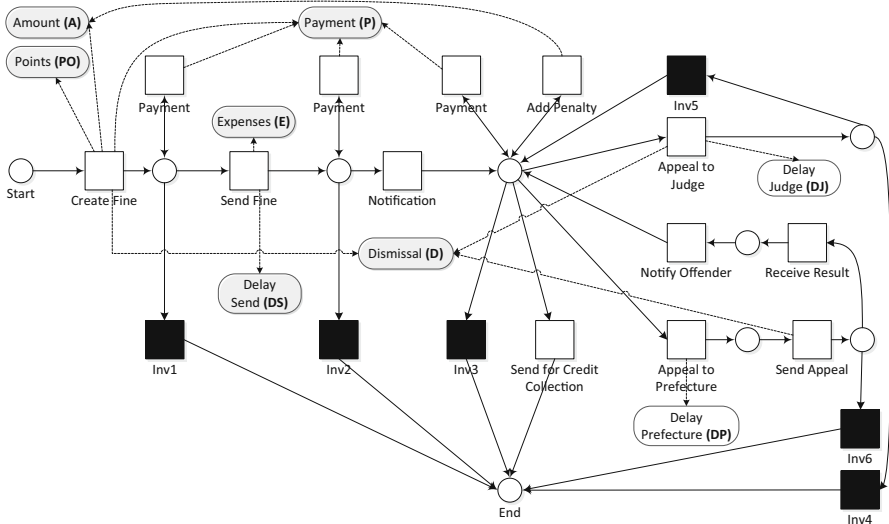 Amount (A)
Payment (P)
Points (PO)
Payment
Payment
Payment
Add Penalty
Inv5
Expenses (E)
Start
Create Fine
Send Fine
Notification
Appeal to
Judge
Delay
Judge (DJ)
Dismissal (D)
Notify Offender
Receive Result
Delay
Send (DS)
Inv1
Inv2
Inv3
Send for Credit
Collection
Appeal to
Prefecture
Send Appeal
Delay
Prefecture (DP)
Inv6
End
Inv4